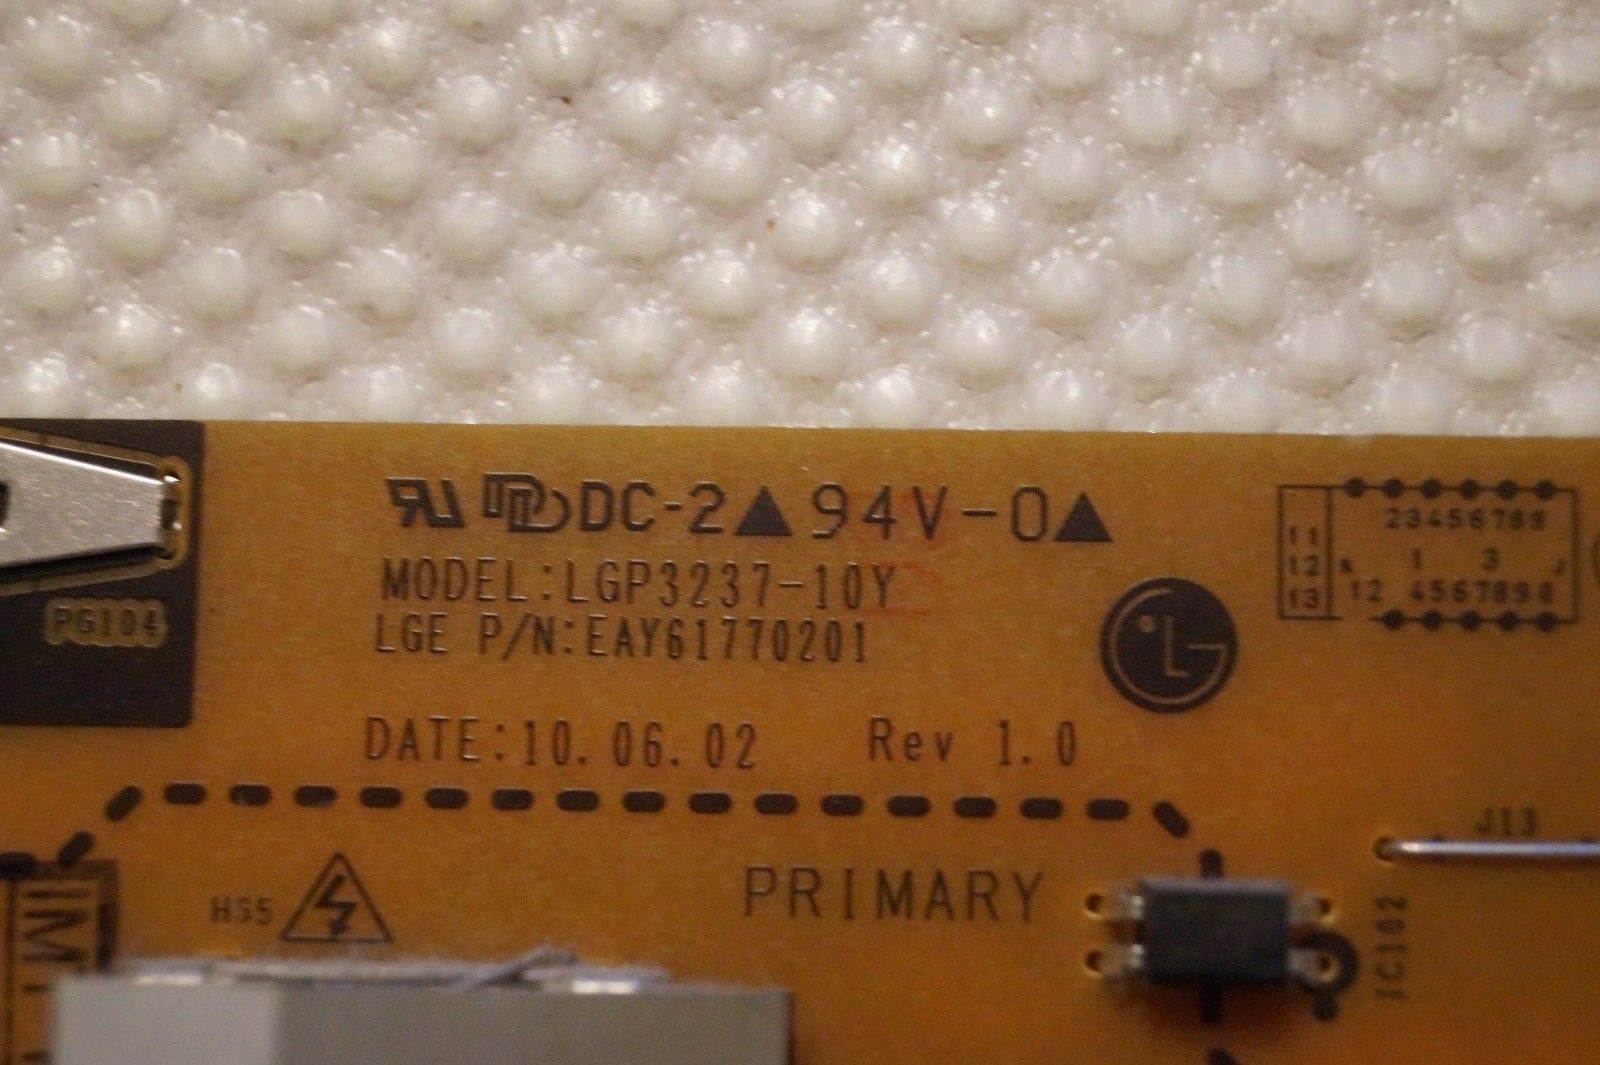 DC-2▲94V-0▲
MODEL:LGP3237-10Y
LGE P/N:EAY61770201
DATE:10.06.02 Rev 1.0
LG
PG104
23456789
11
12 1 3
13 12 4567890
J13
PRIMARY
HS5
IC102